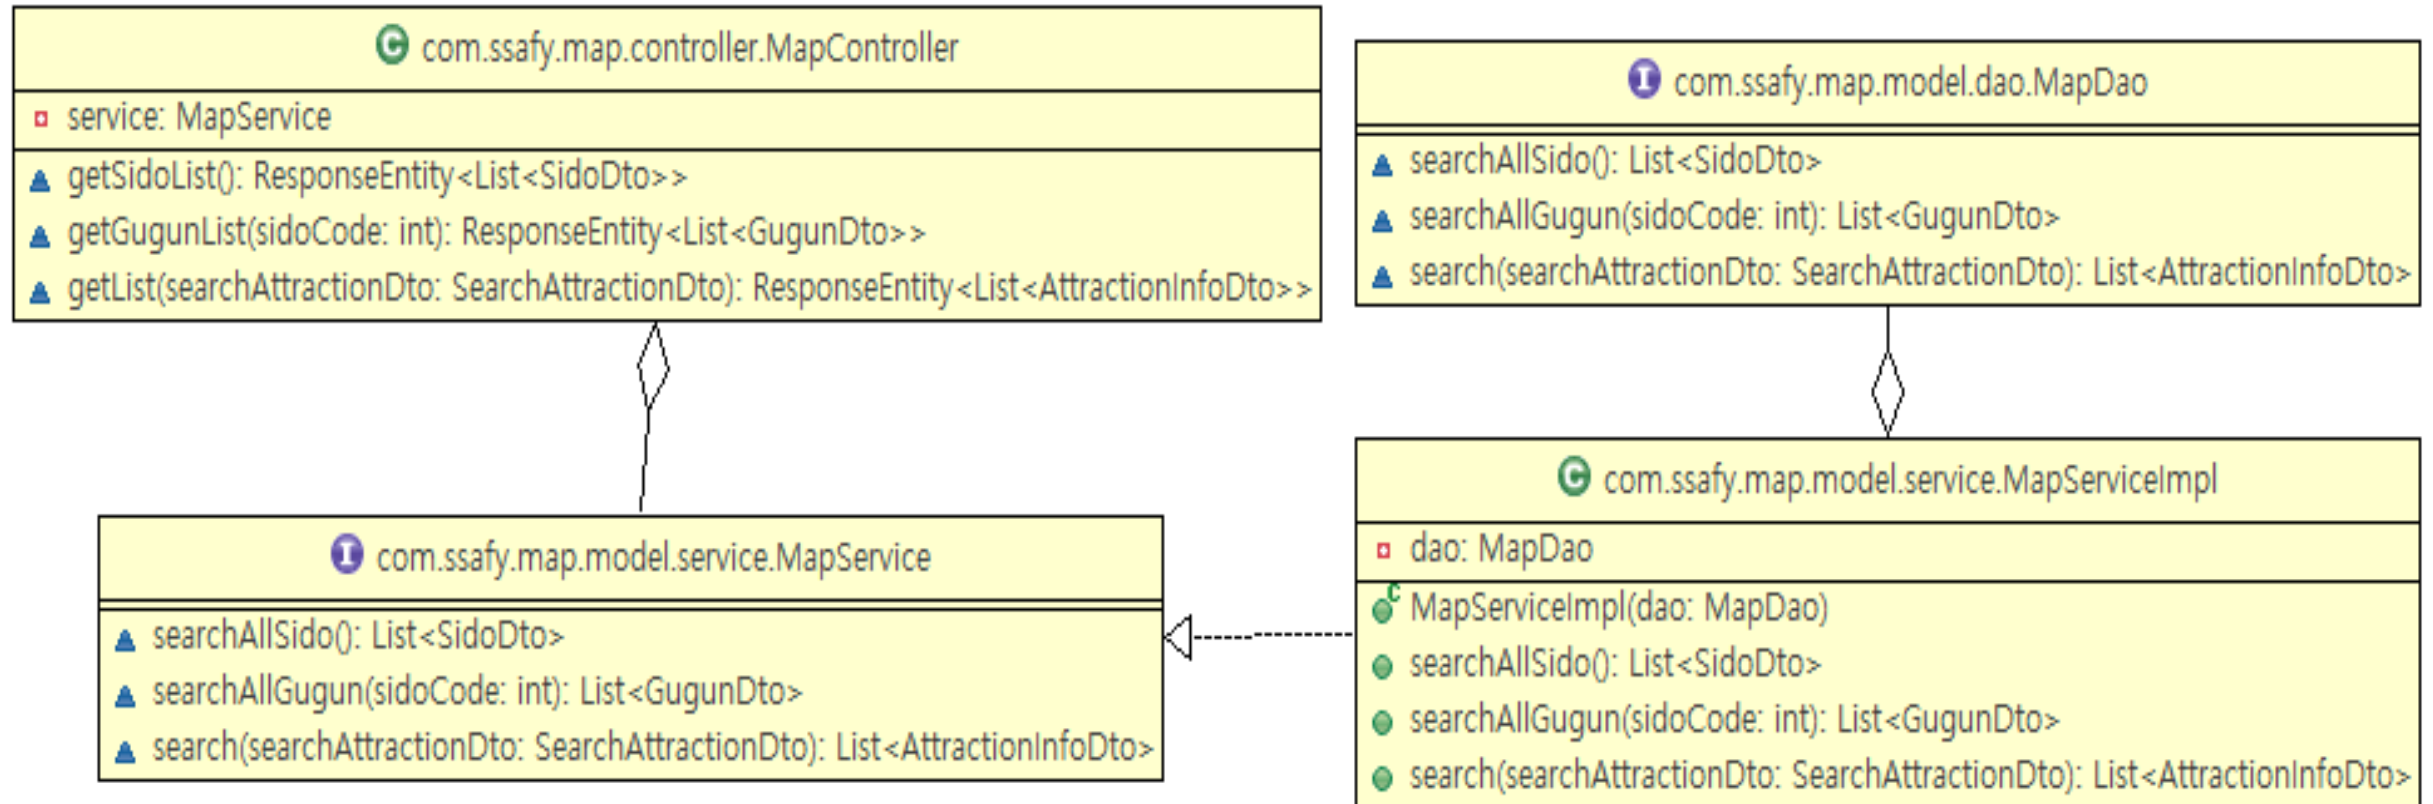 C com.ssafy.map.controller.MapController
service: MapService
getSidoList(): ResponseEntity<List<SidoDto>>
getGugunList(sidoCode: int): ResponseEntity<List<GugunDto>>
getList(searchAttractionDto: SearchAttractionDto): ResponseEntity<List<AttractionInfoDto>>
I com.ssafy.map.model.dao.MapDao
searchAllSido(): List<SidoDto>
searchAllGugun(sidoCode: int): List<GugunDto>
search(searchAttractionDto: SearchAttractionDto): List<AttractionInfoDto>
I com.ssafy.map.model.service.MapService
searchAllSido(): List<SidoDto>
searchAllGugun(sidoCode: int): List<GugunDto>
search(searchAttractionDto: SearchAttractionDto): List<AttractionInfoDto>
C com.ssafy.map.model.service.MapServiceImpl
dao: MapDao
C MapServiceImpl(dao: MapDao)
searchAllSido(): List<SidoDto>
searchAllGugun(sidoCode: int): List<GugunDto>
search(searchAttractionDto: SearchAttractionDto): List<AttractionInfoDto>